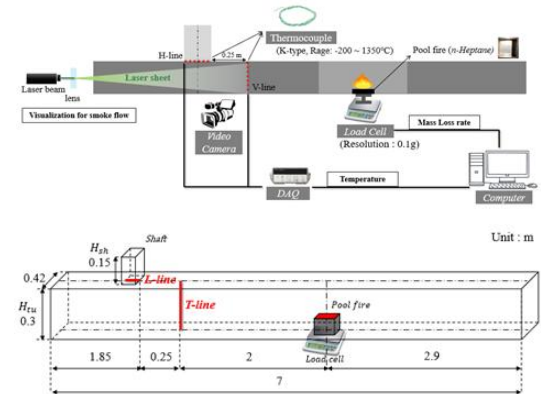 Thermocouple
(K-type, Rage: -200 ~ 1350℃)
H-line
0.25 m
Pool fire (n-Heptane)
Laser sheet
Laser beam
lens
V-line
Visualization for smoke flow
Video
Camera
Load Cell
(Resolution : 0.1g)
Mass Loss rate
DAQ
Temperature
Computer
Unit : m
Shaft
Hsh
0.15
L-line
0.42
Htu
0.3
T-line
Pool fire
Load cell
1.85
0.25
2
2.9
7